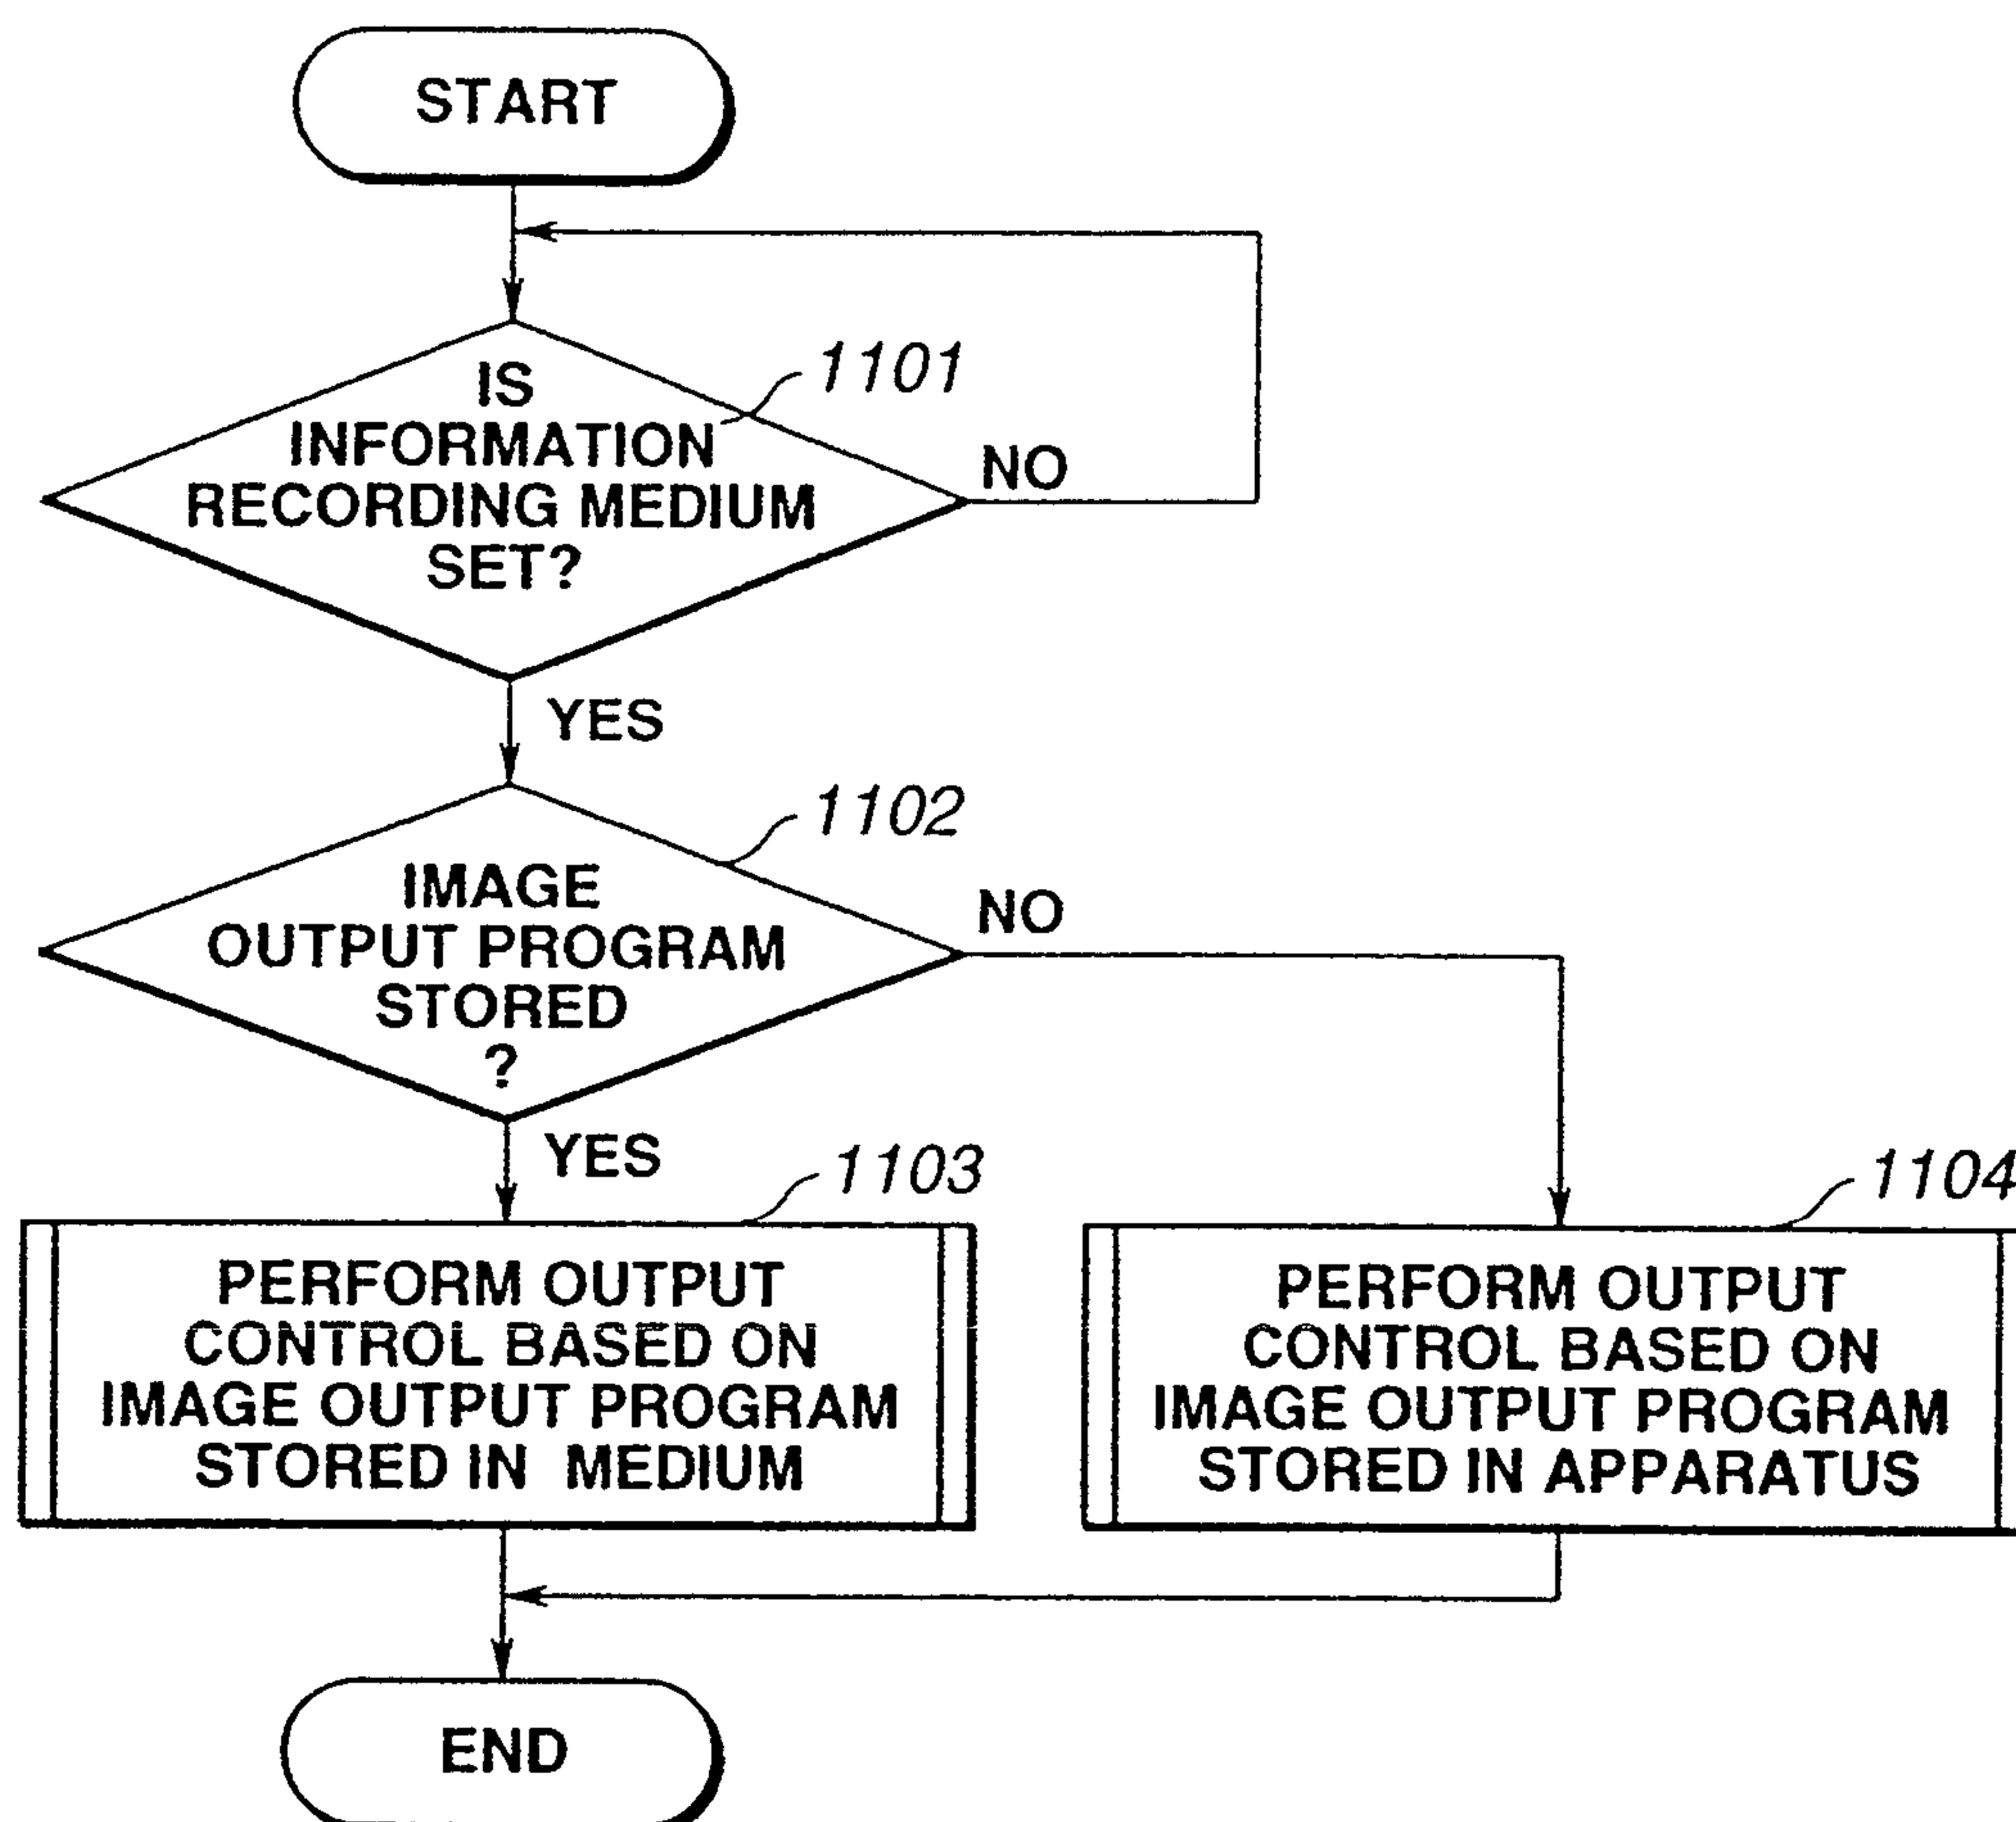 START
1101
IS
INFORMATION
RECORDING MEDIUM
SET?
NO
YES
1102
IMAGE
OUTPUT PROGRAM
STORED
?
NO
YES
1103
PERFORM OUTPUT
CONTROL BASED ON
IMAGE OUTPUT PROGRAM
STORED IN MEDIUM
1104
PERFORM OUTPUT
CONTROL BASED ON
IMAGE OUTPUT PROGRAM
STORED IN APPARATUS
END